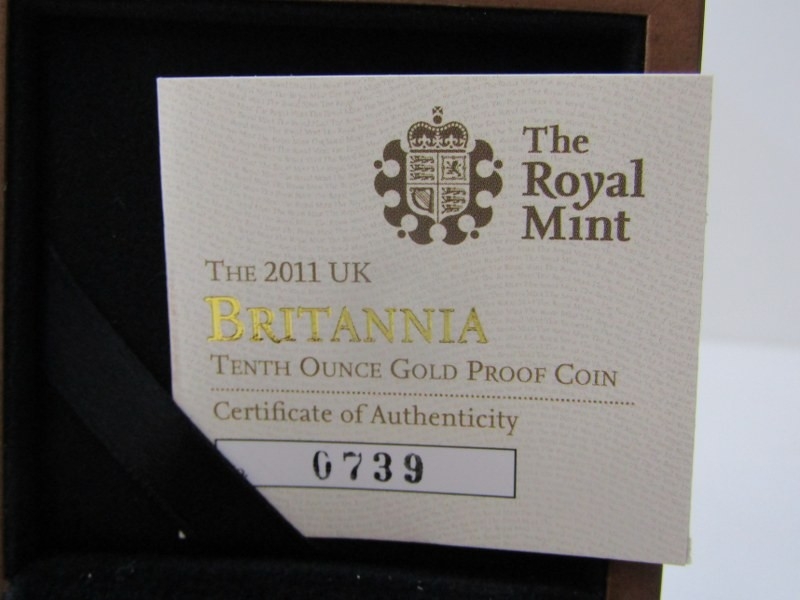 The
Royal
Mint
THE 2011 UK
BRITANNIA
TENTH OUNCE GOLD PROOF COIN
Certificate of Authenticity
0739